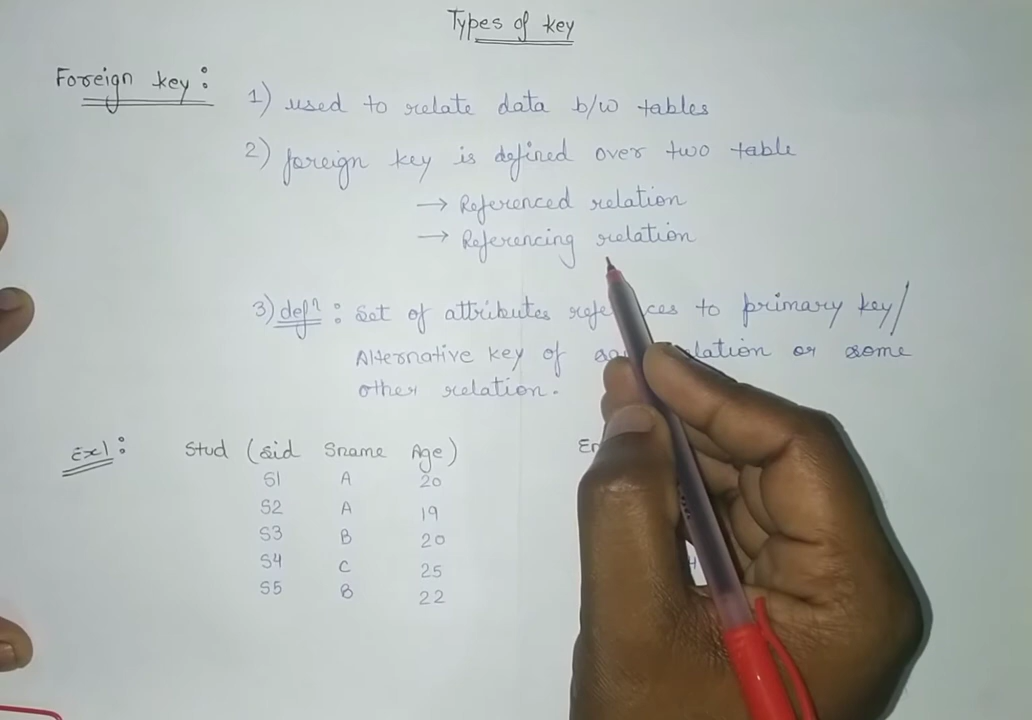 Types of key
Foreign key :
1) used to relate data b/w tables
2) foreign key is defined over two table
→ Referenced relation
→ Referencing relation
3) defⁿ : Set of attributes to primary key/
Alternative key of or some
other relation.
Ex1 : Stud (Sid Sname Age)
S1 A 20
S2 A 19
S3 B 20
S4 C 25
S5 B 22